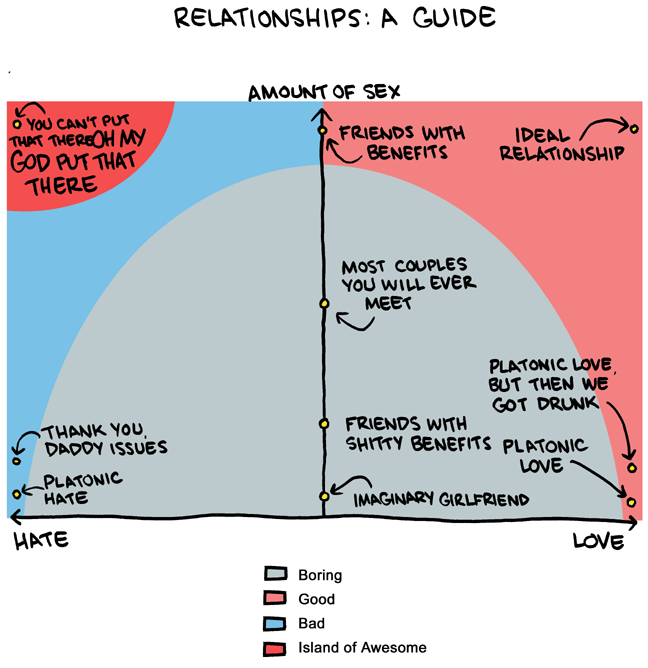 RELATIONSHIPS: A GUIDE
AMOUNT OF SEX
YOU CAN'T PUT
THAT THERE OH MY
GOD PUT THAT
THERE
FRIENDS WITH
BENEFITS
IDEAL
RELATIONSHIP
MOST COUPLES
YOU WILL EVER
MEET
PLATONIC LOVE,
BUT THEN WE
GOT DRUNK
THANK YOU,
DADDY ISSUES
FRIENDS WITH
SHITTY BENEFITS
PLATONIC
LOVE
PLATONIC
HATE
IMAGINARY GIRLFRIEND
HATE
LOVE
Boring
Good
Bad
Island of Awesome